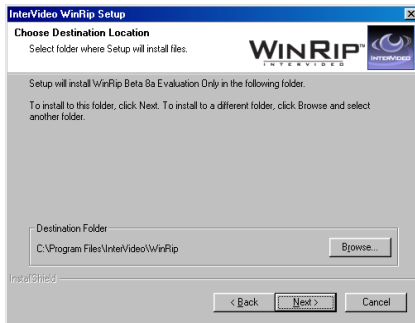 InterVideo WinRip Setup
Choose Destination Location
Select folder where Setup will install files.
WINRIP™
INTERVIDEO
INTERVIDEO
Setup will install WinRip Beta 8a Evaluation Only in the following folder.
To install to this folder, click Next. To install to a different folder, click Browse and select
another folder.
Destination Folder
C:\Program Files\InterVideo\WinRip
Browse...
InstallShield
< Back
Next >
Cancel